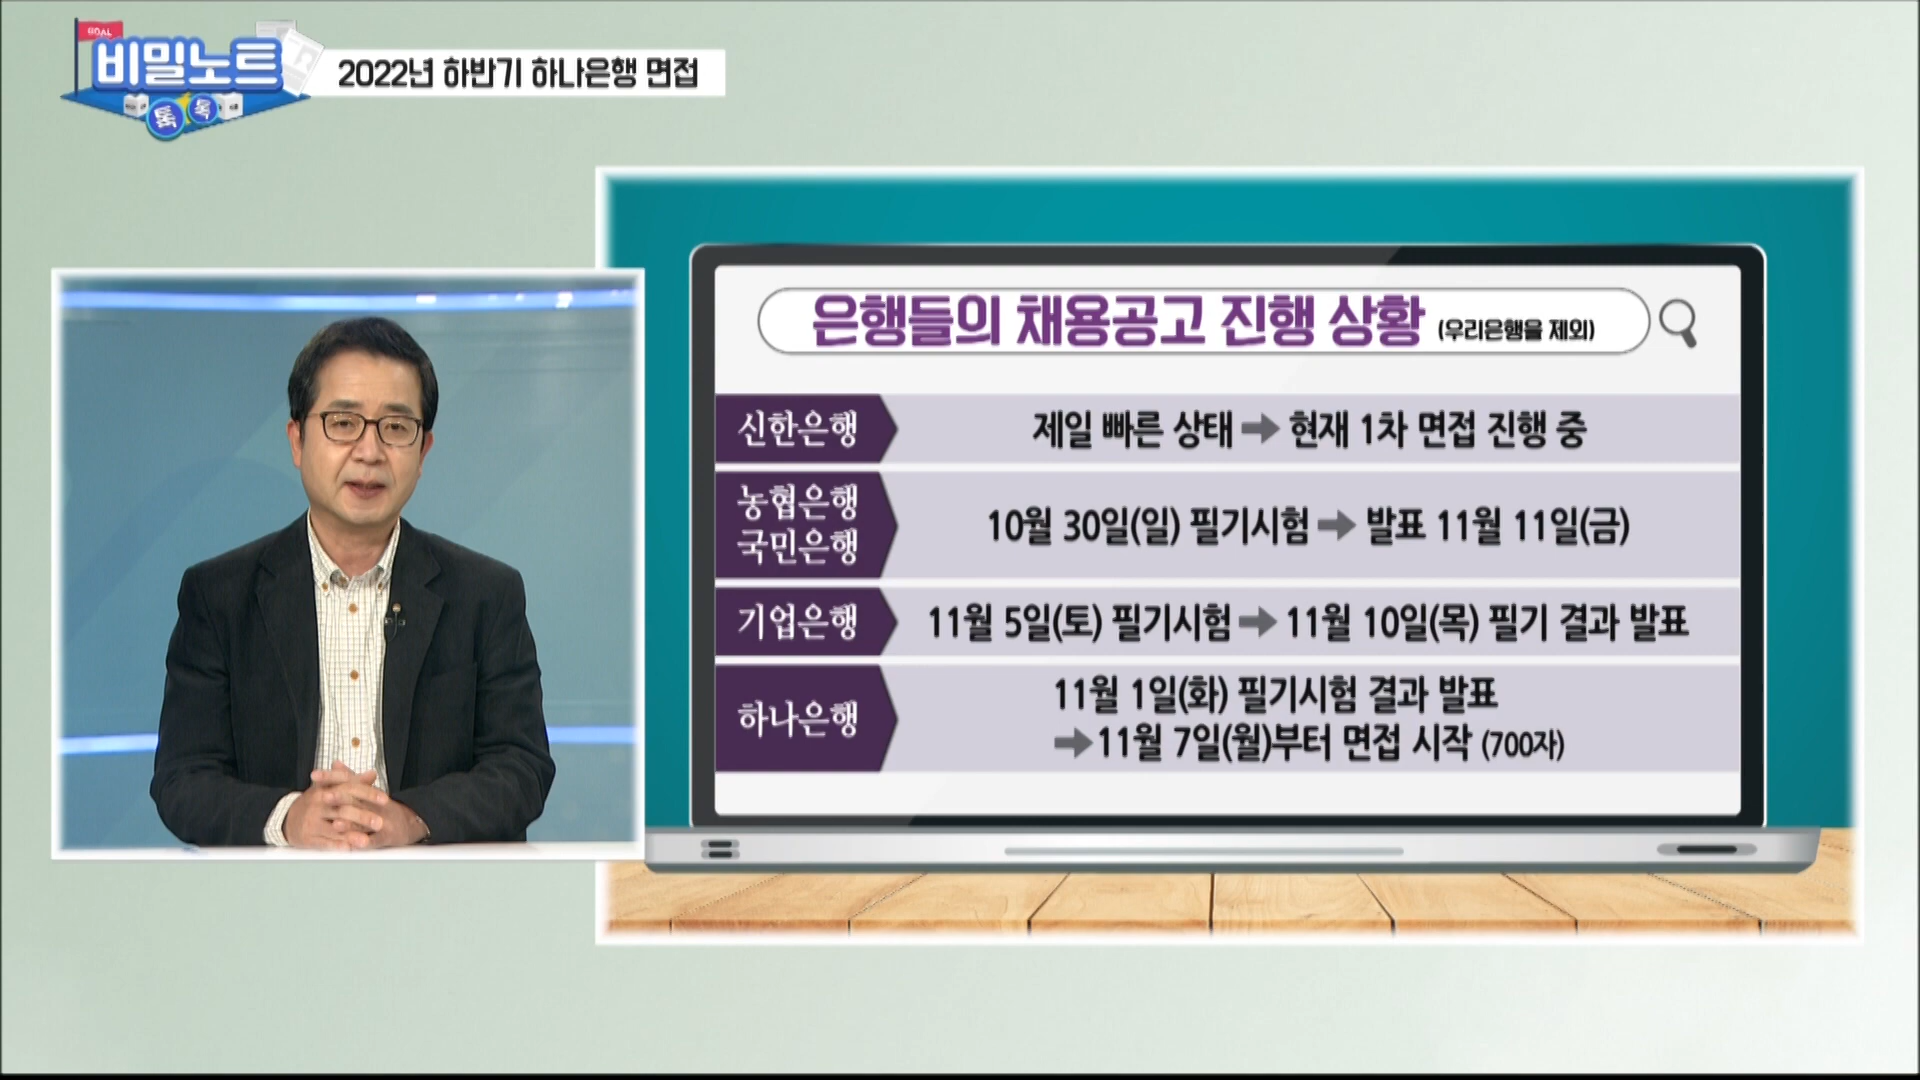 GOAL
비밀노트
톡톡
2022년 하반기 하나은행 면접
은행들의 채용공고 진행 상황 (우리은행을 제외)
신한은행
제일 빠른 상태 ➡ 현재 1차 면접 진행 중
농협은행
국민은행
10월 30일(일) 필기시험 ➡ 발표 11월 11일(금)
기업은행
11월 5일(토) 필기시험 ➡ 11월 10일(목) 필기 결과 발표
하나은행
11월 1일(화) 필기시험 결과 발표
➡ 11월 7일(월)부터 면접 시작 (700자)